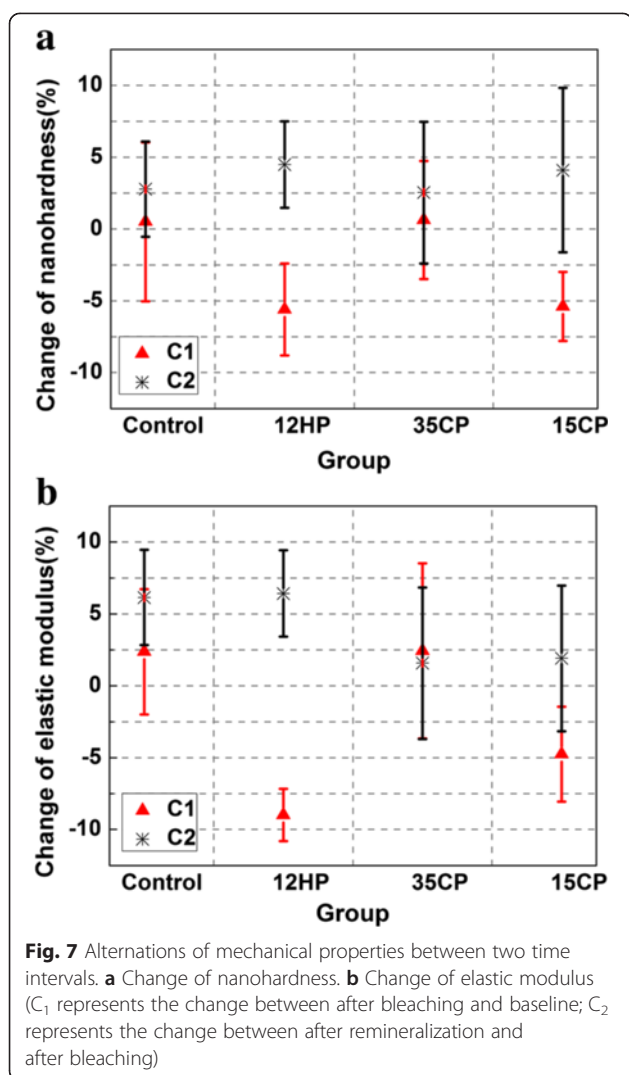 a
Change of nanohardness(%)
10
5
0
-5
-10
C1
C2
Control 12HP 35CP 15CP
Group
b
Change of elastic modulus(%)
10
5
0
-5
-10
C1
C2
Control 12HP 35CP 15CP
Group
Fig. 7 Alternations of mechanical properties between two time
intervals. a Change of nanohardness. b Change of elastic modulus
(C₁ represents the change between after bleaching and baseline; C₂
represents the change between after remineralization and
after bleaching)